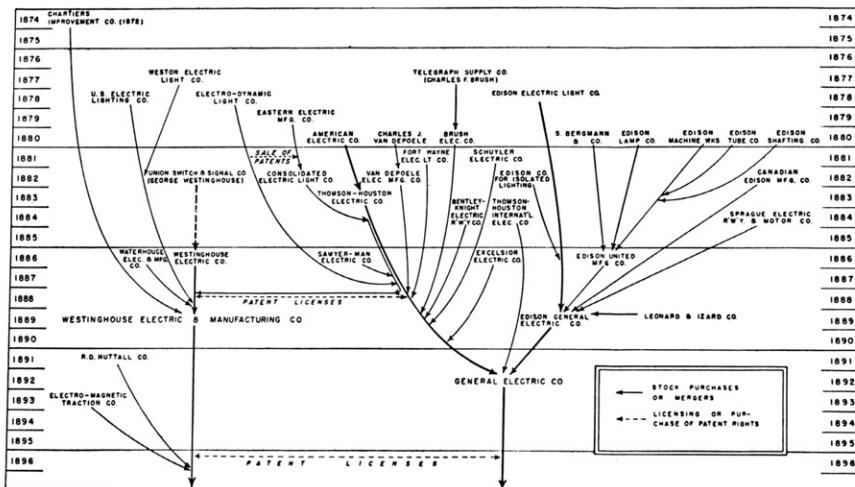 1874
1875
1876
1877
1878
1879
1880
1881
1882
1883
1884
1885
1886
1887
1888
1889
1890
1891
1892
1893
1894
1895
1896
CHARTIERS
IMPROVEMENT CO. (1872)
WESTON ELECTRIC
LIGHT CO.
U.S. ELECTRIC
LIGHTING CO.
ELECTRO-DYNAMIC
LIGHT CO.
EASTERN ELECTRIC
MFG. CO.
TELEGRAPH SUPPLY CO.
(CHARLES F. BRUSH)
EDISON ELECTRIC LIGHT CO.
AMERICAN ELECTRIC CO.
CHARLES J.
VAN DEPOELE
BRUSH
ELEC. CO.
S. BERGMANN
& CO.
EDISON
LAMP CO.
EDISON
MACHINE WKS
EDISON
TUBE CO.
EDISON
SHAFTING CO.
SALE OF
PATENTS
FORT WAYNE
ELEC. LT CO.
SCHUYLER
ELECTRIC CO.
UNION SWITCH & SIGNAL CO.
(GEORGE WESTINGHOUSE)
CONSOLIDATED
ELECTRIC LIGHT CO.
VAN DEPOELE
ELEC. MFG. CO.
EDISON CO.
FOR ISOLATED
LIGHTING
CANADIAN
EDISON MFG. CO.
THOMSON-HOUSTON
ELECTRIC CO.
BENTLEY-
KNIGHT
ELECTRIC
R'W'Y CO.
THOMSON-
HOUSTON
INTERNAT'L
ELEC. CO.
SPRAGUE ELECTRIC
R'W'Y. & MOTOR CO.
WATERHOUSE
ELEC. & MFG.
CO.
WESTINGHOUSE
ELECTRIC CO.
SAWYER-MAN
ELECTRIC CO.
EXCELSIOR
ELECTRIC CO.
EDISON UNITED
MFG CO.
PATENT LICENSES
WESTINGHOUSE ELECTRIC & MANUFACTURING CO
EDISON GENERAL
ELECTRIC CO.
LEONARD & IZARD CO.
R.D. NUTTALL CO.
GENERAL ELECTRIC CO
ELECTRO-MAGNETIC
TRACTION CO.
STOCK PURCHASES
OR MERGERS
LICENSING OR PUR-
CHASE OF PATENT RIGHTS
PATENT LICENSES
1874
1875
1876
1877
1878
1879
1880
1881
1882
1883
1884
1885
1886
1887
1888
1889
1890
1891
1892
1893
1894
1895
1896